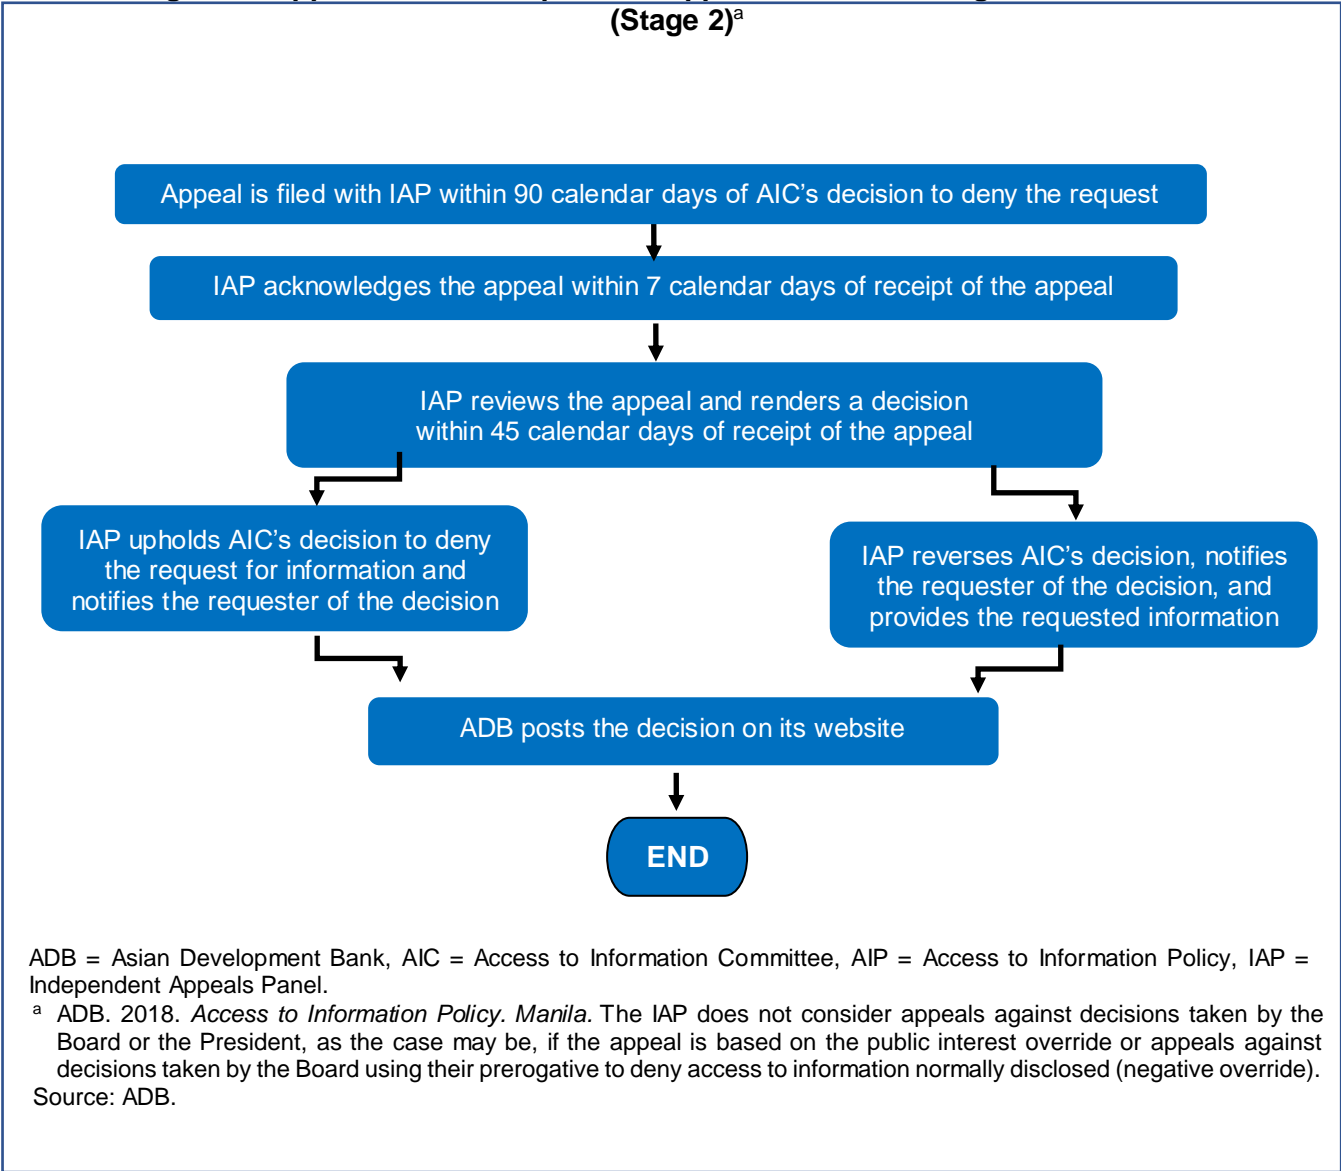 (Stage 2)a
Appeal is filed with IAP within 90 calendar days of AIC's decision to deny the request
IAP acknowledges the appeal within 7 calendar days of receipt of the appeal
IAP reviews the appeal and renders a decision
within 45 calendar days of receipt of the appeal
IAP upholds AIC's decision to deny
the request for information and
notifies the requester of the decision
IAP reverses AIC's decision, notifies
the requester of the decision, and
provides the requested information
ADB posts the decision on its website
END
ADB = Asian Development Bank, AIC = Access to Information Committee, AIP = Access to Information Policy, IAP =
Independent Appeals Panel.
a ADB. 2018. Access to Information Policy. Manila. The IAP does not consider appeals against decisions taken by the
Board or the President, as the case may be, if the appeal is based on the public interest override or appeals against
decisions taken by the Board using their prerogative to deny access to information normally disclosed (negative override).
Source: ADB.